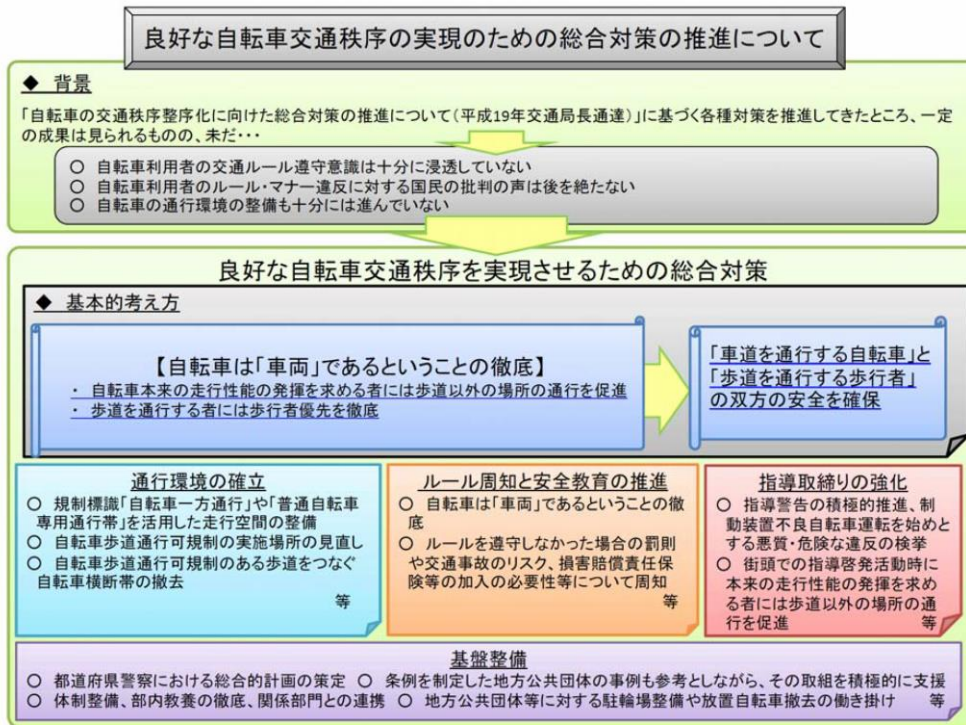 良好な自転車交通秩序の実現のための総合対策の推進について
◆ 背景
「自転車の交通秩序整序化に向けた総合対策の推進について(平成19年交通局長通達)」に基づく各種対策を推進してきたところ、一定
の成果は見られるものの、未だ・・・
○ 自転車利用者の交通ルール遵守意識は十分に浸透していない
○ 自転車利用者のルール・マナー違反に対する国民の批判の声は後を絶たない
○ 自転車の通行環境の整備も十分には進んでいない
良好な自転車交通秩序を実現させるための総合対策
◆ 基本的考え方
【自転車は「車両」であるということの徹底】
・ 自転車本来の走行性能の発揮を求める者には歩道以外の場所の通行を促進
・ 歩道を通行する者には歩行者優先を徹底
「車道を通行する自転車」と
「歩道を通行する歩行者」
の双方の安全を確保
通行環境の確立
○ 規制標識「自転車一方通行」や「普通自転車
専用通行帯」を活用した走行空間の整備
○ 自転車歩道通行可規制の実施場所の見直し
○ 自転車歩道通行可規制のある歩道をつなぐ
自転車横断帯の撤去
等
ルール周知と安全教育の推進
○ 自転車は「車両」であるということの徹
底
○ ルールを遵守しなかった場合の罰則
や交通事故のリスク、損害賠償責任保
険等の加入の必要性等について周知
等
指導取締りの強化
○ 指導警告の積極的推進、制
動装置不良自転車運転を始めと
する悪質・危険な違反の検挙
○ 街頭での指導啓発活動時に
本来の走行性能の発揮を求め
る者には歩道以外の場所の通
行を促進 等
基盤整備
○ 都道府県警察における総合的計画の策定 ○ 条例を制定した地方公共団体の事例も参考としながら、その取組を積極的に支援
○ 体制整備、部内教養の徹底、関係部門との連携 ○ 地方公共団体等に対する駐輪場整備や放置自転車撤去の働き掛け 等